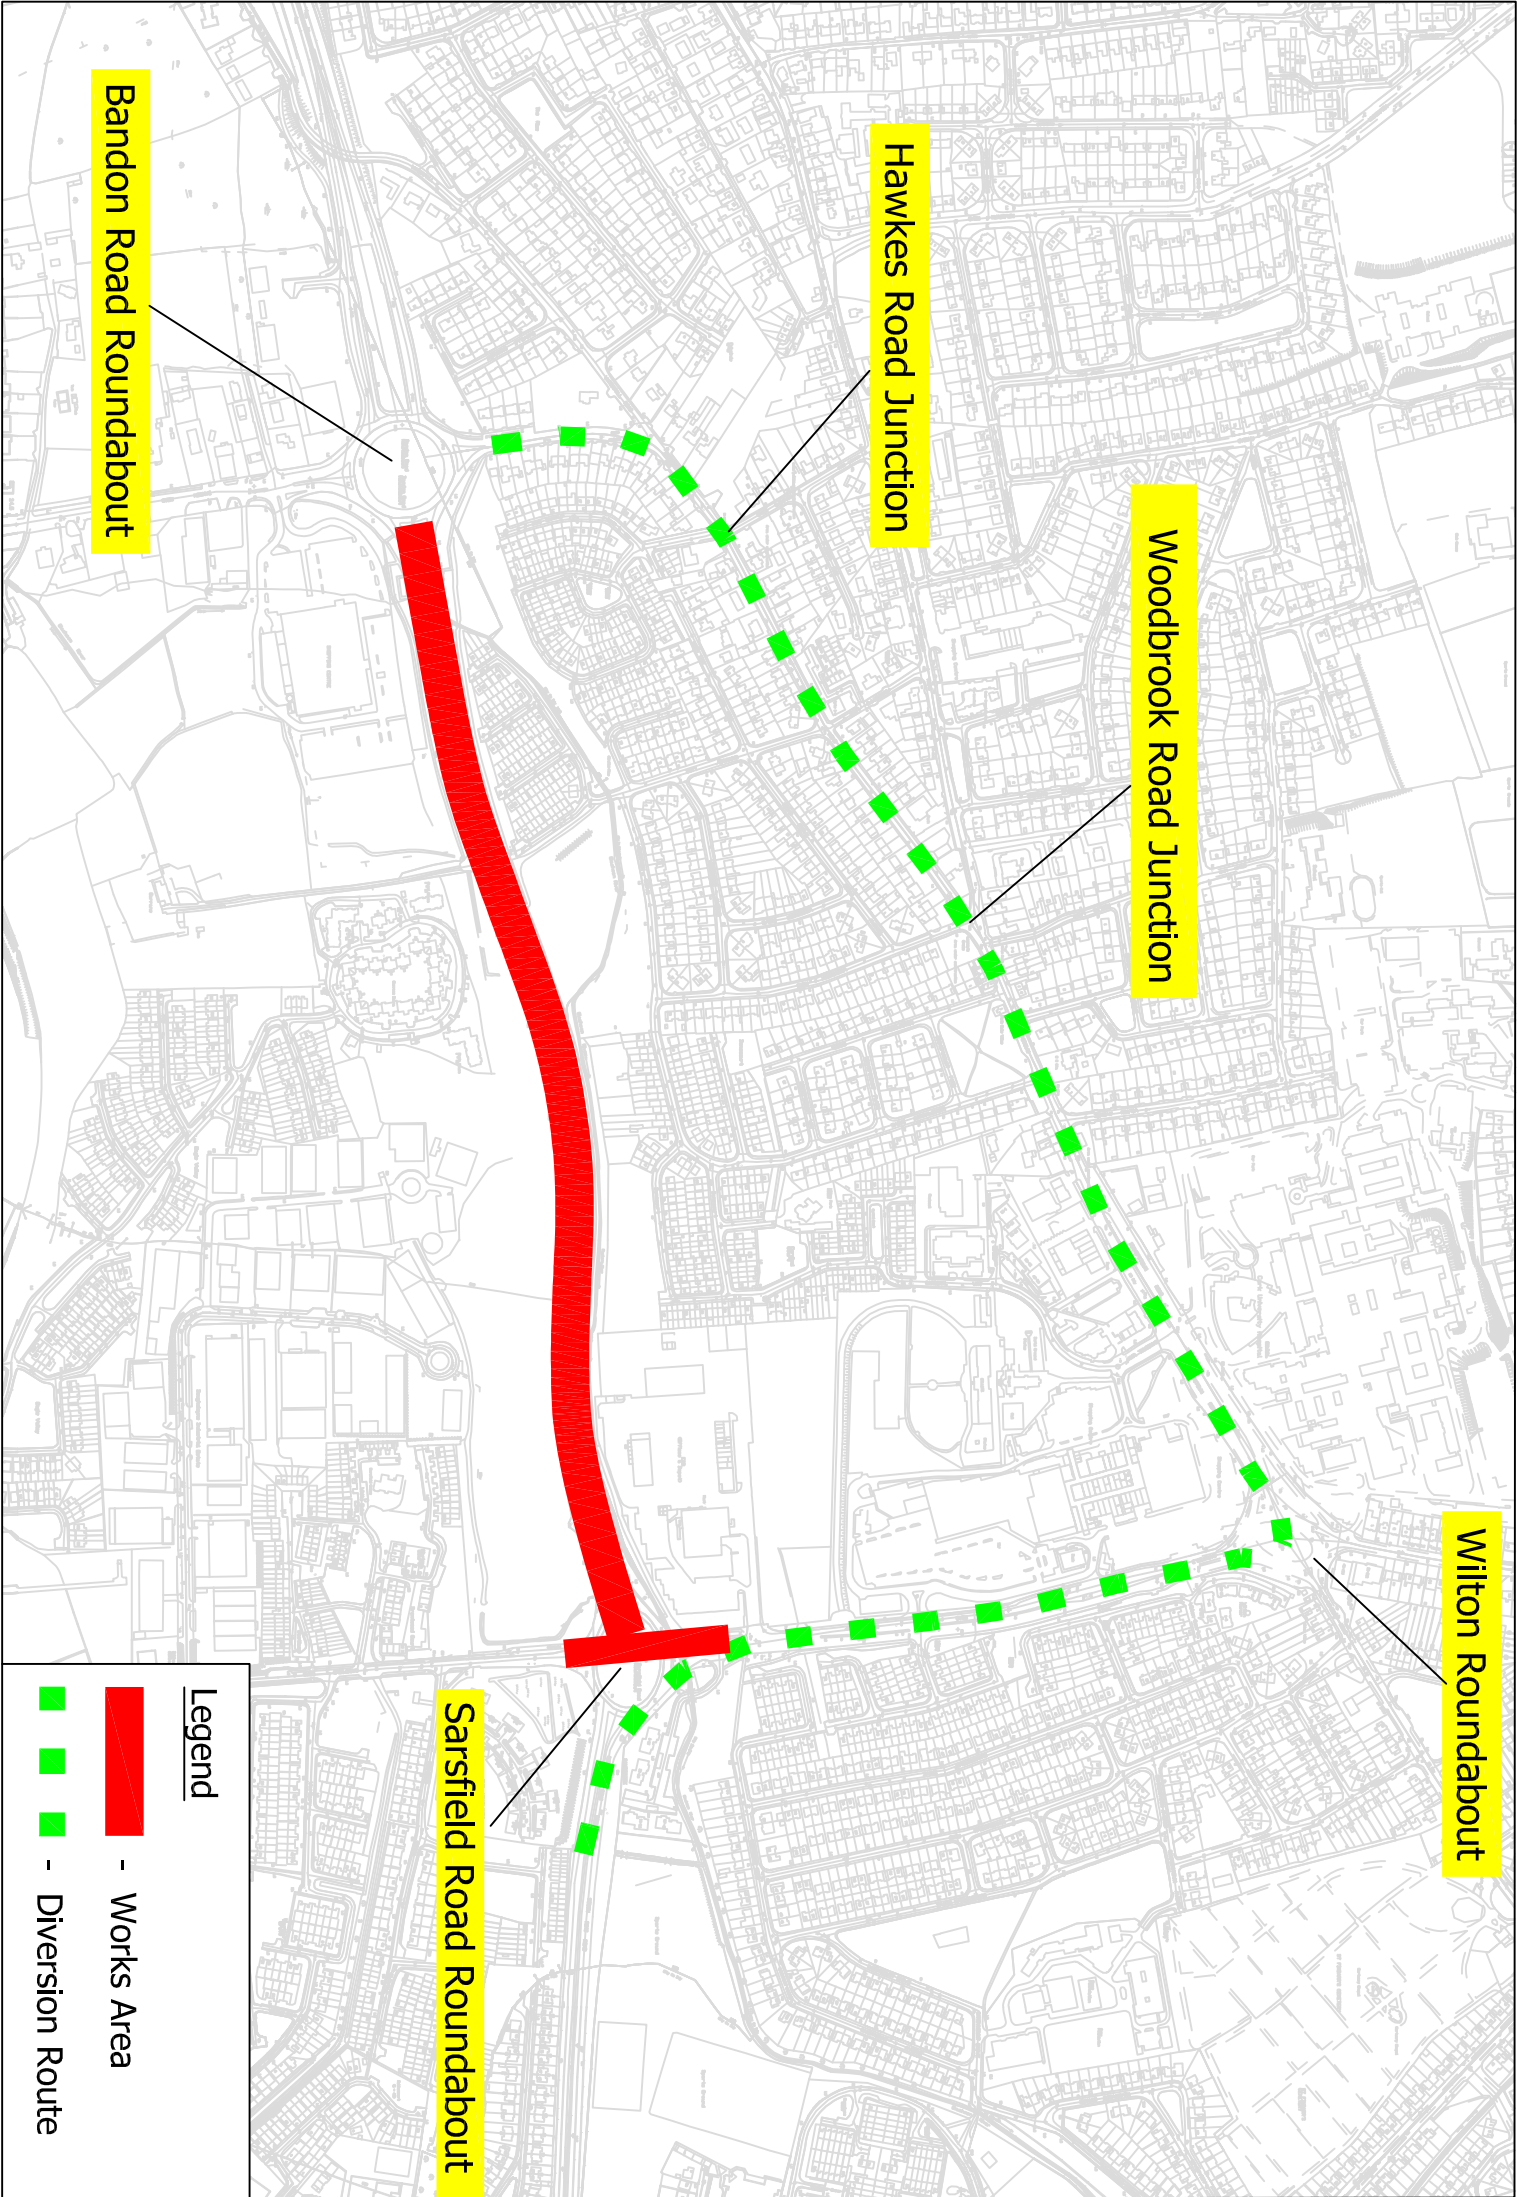 Wilton Roundabout
Woodbrook Road Junction
Hawkes Road Junction
Sarsfield Road Roundabout
Bandon Road Roundabout
Legend
- Works Area
- Diversion Route